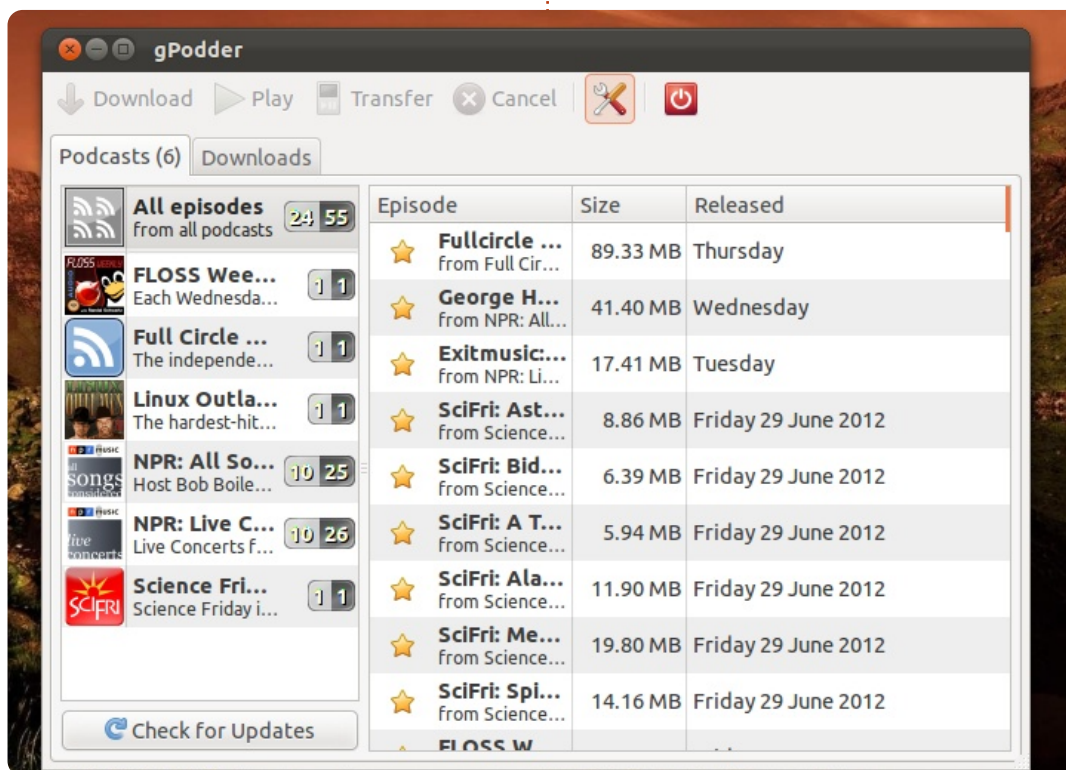 gPodder
Download Play Transfer Cancel
Podcasts (6) Downloads
All episodes
from all podcasts
24 55
FLOSS Wee...
Each Wednesda...
1 1
Full Circle ...
The independe...
1 1
Linux Outla...
The hardest-hit...
1 1
NPR: All So...
Host Bob Boile...
10 25
NPR: Live C...
Live Concerts f...
10 26
Science Fri...
Science Friday i...
1 1
SCIFRI
songs
live
concerts
Check for Updates
Episode Size Released
Fullcircle ...
from Full Cir...
89.33 MB Thursday
George H...
from NPR: All...
41.40 MB Wednesday
Exitmusic:...
from NPR: Li...
17.41 MB Tuesday
SciFri: Ast...
from Science...
8.86 MB Friday 29 June 2012
SciFri: Bid...
from Science...
6.39 MB Friday 29 June 2012
SciFri: A T...
from Science...
5.94 MB Friday 29 June 2012
SciFri: Ala...
from Science...
11.90 MB Friday 29 June 2012
SciFri: Me...
from Science...
19.80 MB Friday 29 June 2012
SciFri: Spi...
from Science...
14.16 MB Friday 29 June 2012
FLOSS W